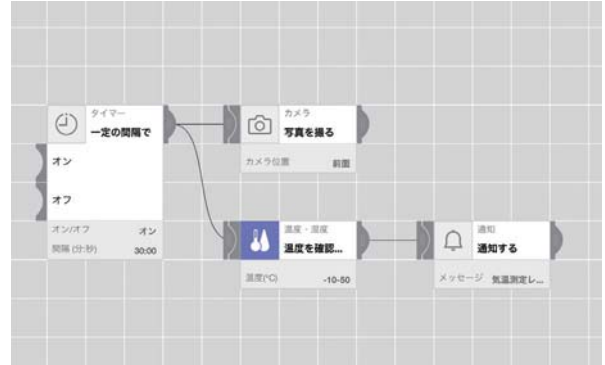 タイマー
一定の間隔で
オン
オフ
オン/オフ オン
間隔 (分:秒) 30:00
カメラ
写真を撮る
カメラ位置 前面
温度・湿度
温度を確認...
温度(°C) -10-50
通知
通知する
メッセージ 気温測定し...